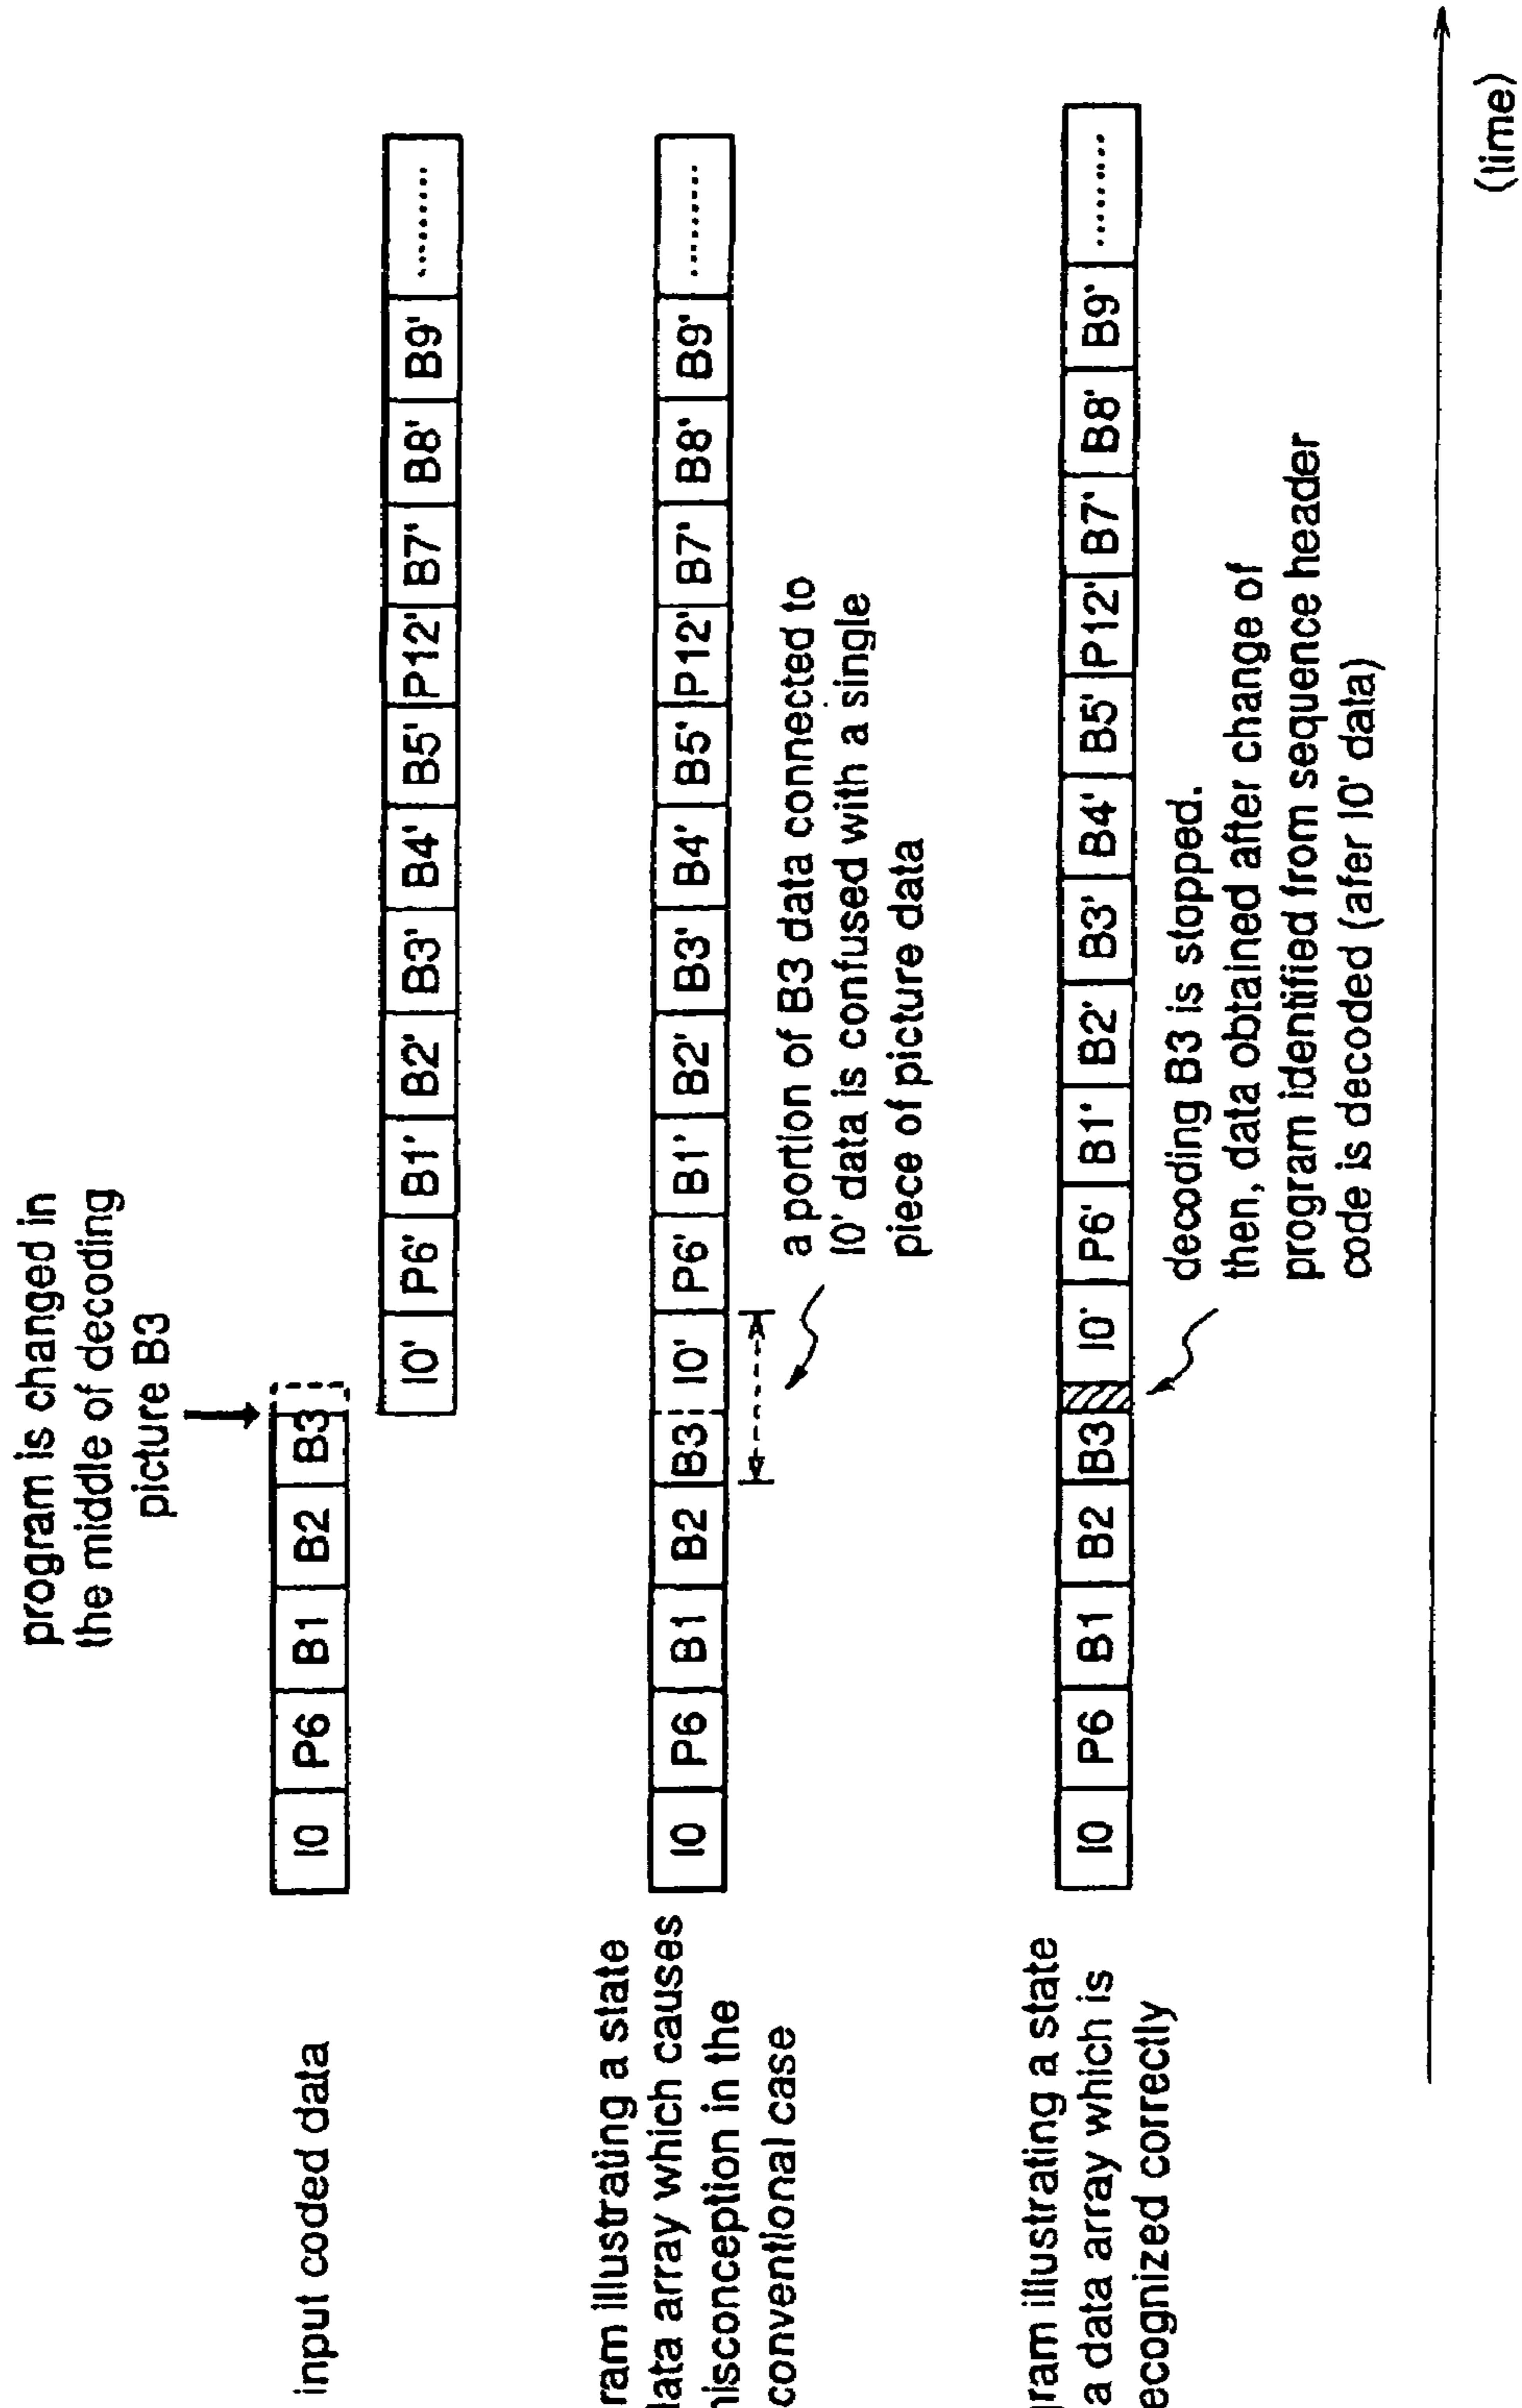 program is changed in
the middle of decoding
picture B3
input coded data
I0 P6 B1 B2 B3
I0' P6' B1' B2' B3' B4' B5' P12' B7' B8' B9' .........
ram illustrating a state
data array which causes
misconception in the
conventional case
I0 P6 B1 B2 B3 I0' P6' B1' B2' B3' B4' B5' P12' B7' B8' B9' .........
a portion of B3 data connected to
I0' data is confused with a single
piece of picture data
gram illustrating a state
a data array which is
ecognized correctly
I0 P6 B1 B2 B3 I0' P6' B1' B2' B3' B4' B5' P12' B7' B8' B9' .........
decoding B3 is stopped.
then, data obtained after change of
program identified from sequence header
code is decoded (afer I0' data)
(time)